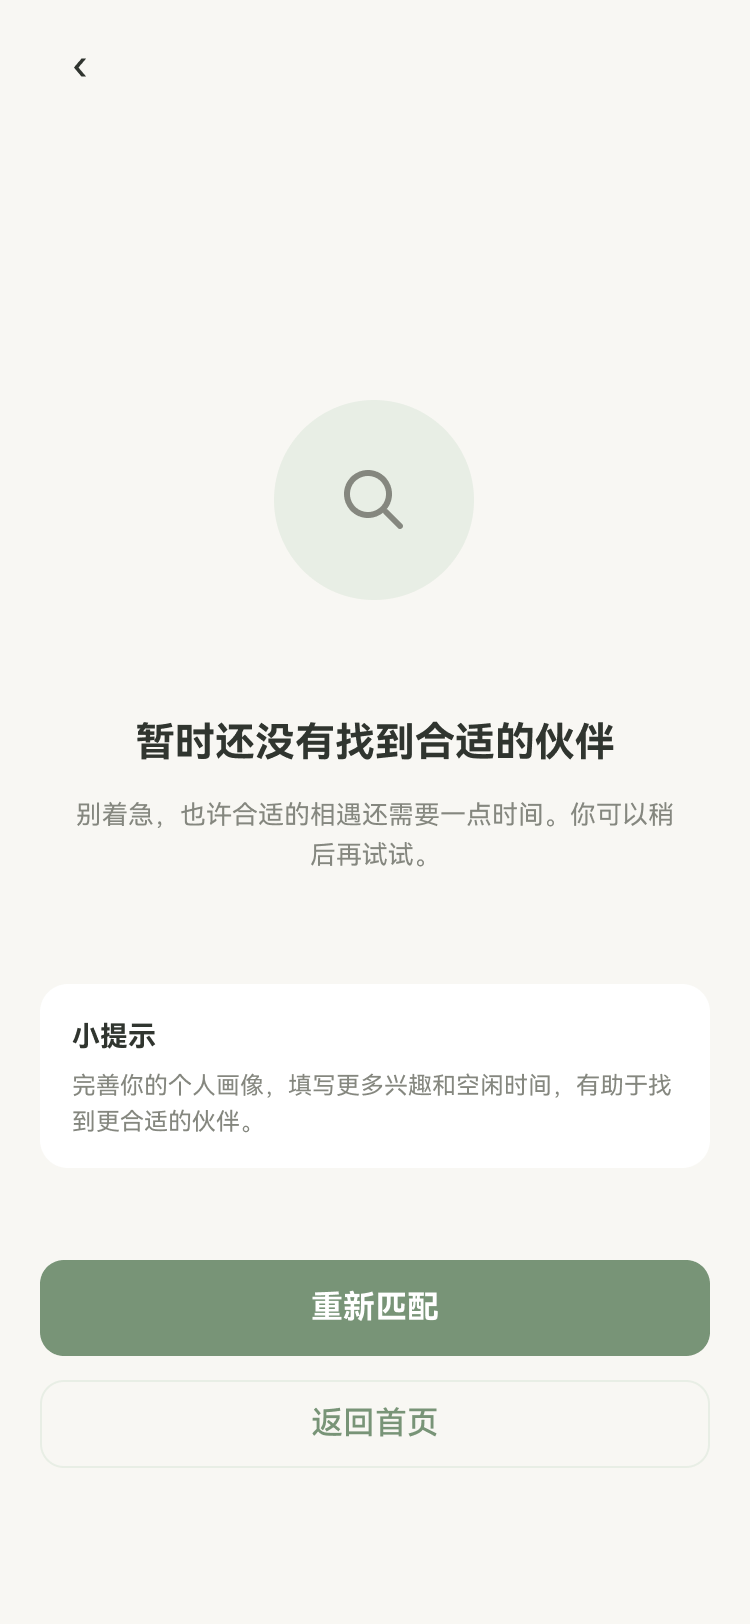 ‹
暂时还没有找到合适的伙伴
别着急，也许合适的相遇还需要一点时间。你可以稍
后再试试。
小提示
完善你的个人画像，填写更多兴趣和空闲时间，有助于找
到更合适的伙伴。
重新匹配
返回首页